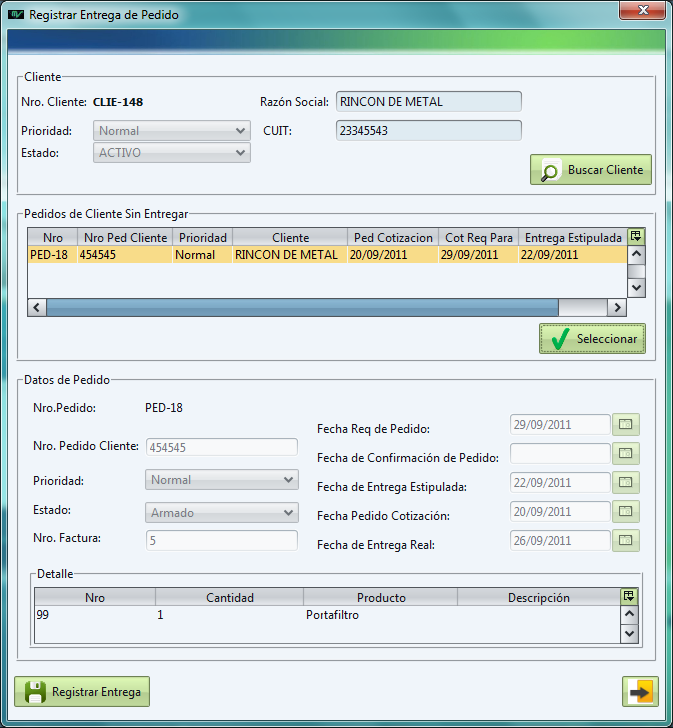 Registrar Entrega de Pedido
Cliente
Nro. Cliente: CLIE-148 Razón Social: RINCON DE METAL
Prioridad: Normal CUIT: 23345543
Estado: ACTIVO
Buscar Cliente
Pedidos de Cliente Sin Entregar
Nro Nro Ped Cliente Prioridad Cliente Ped Cotizacion Cot Req Para Entrega Estipulada
PED-18 454545 Normal RINCON DE METAL 20/09/2011 29/09/2011 22/09/2011
Seleccionar
Datos de Pedido
Nro.Pedido: PED-18
Nro. Pedido Cliente: 454545
Prioridad: Normal
Estado: Armado
Nro. Factura: 5
Fecha Req de Pedido: 29/09/2011
Fecha de Confirmación de Pedido:
Fecha de Entrega Estipulada: 22/09/2011
Fecha Pedido Cotización: 20/09/2011
Fecha de Entrega Real: 26/09/2011
Detalle
Nro Cantidad Producto Descripción
99 1 Portafiltro
Registrar Entrega